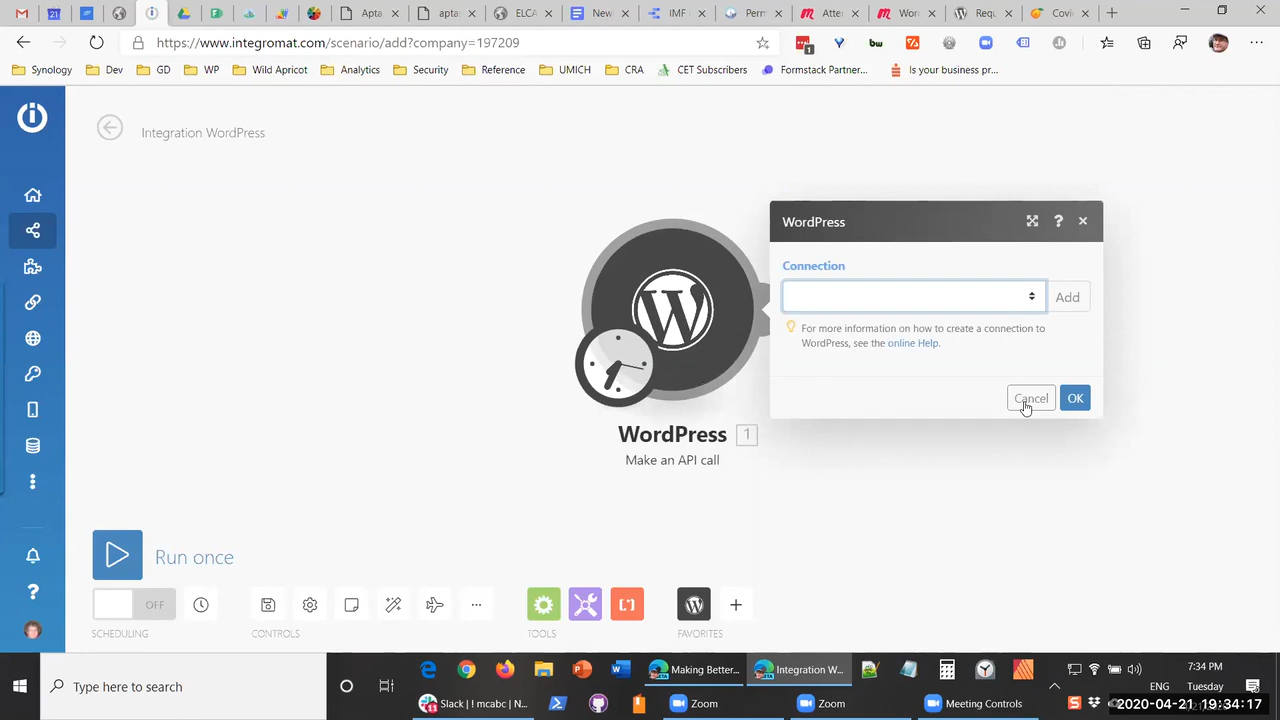 Apta
aptav
ELCA
New
IMF
Pern
Atter
Wor
Requ
Covi
https://www.integromat.com/scenario/add?company=197209
Synology
Dev
GD
WP
Wild Apricot
Analytics
Security
Reference
UMICH
CRA
CET Subscribers
Formstack Partner...
Is your business pr...
Integration WordPress
WordPress
Connection
Add
For more information on how to create a connection to
WordPress, see the online Help.
Cancel
OK
WordPress 1
Make an API call
Run once
OFF
SCHEDULING
CONTROLS
TOOLS
FAVORITES
Type here to search
Making Better...
Integration W...
Slack | ! mcabc | N...
Zoom
Zoom
Meeting Controls
ENG
7:34 PM
Tuesday
2020-04-21 19:34:17